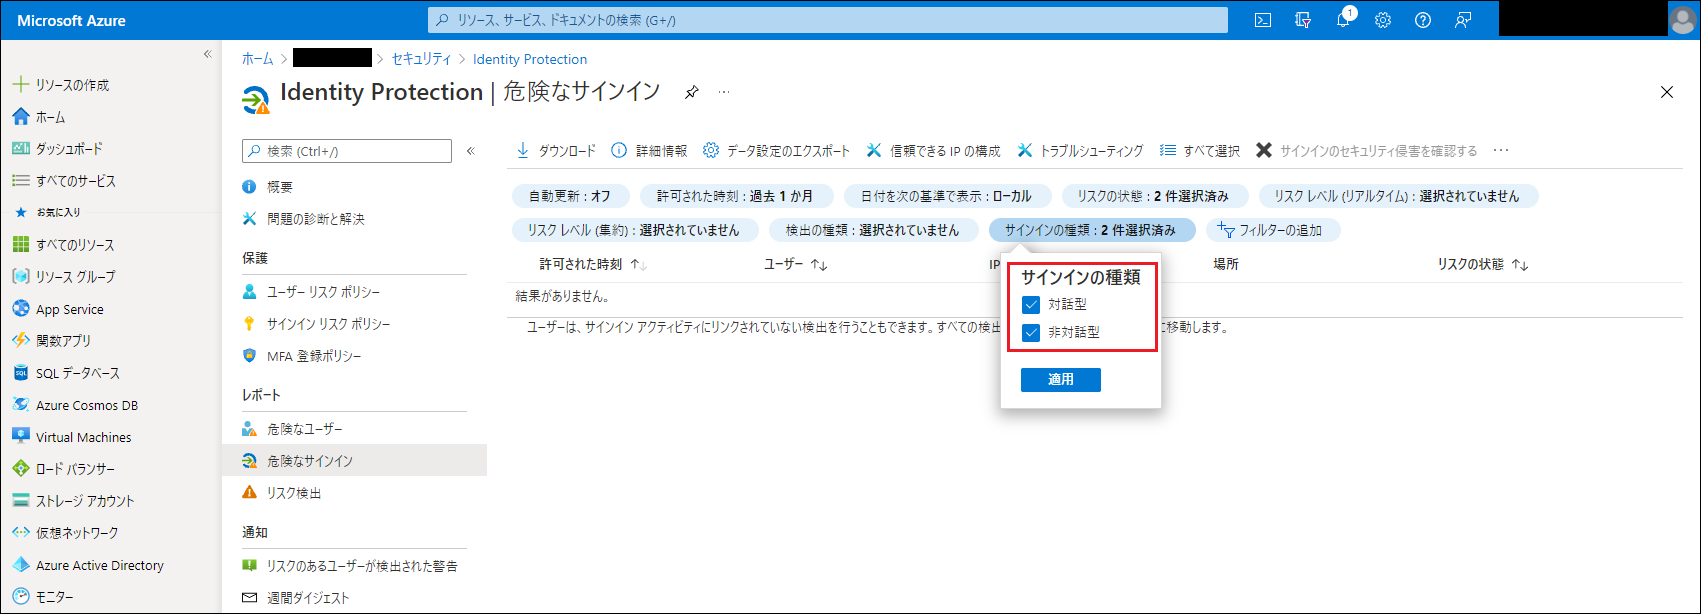 Microsoft Azure
リソース、サービス、ドキュメントの検索 (G+/)
1
«
リソースの作成
ホーム
ダッシュボード
すべてのサービス
お気に入り
すべてのリソース
リソース グループ
App Service
関数アプリ
SQL データベース
Azure Cosmos DB
Virtual Machines
ロード バランサー
ストレージ アカウント
仮想ネットワーク
Azure Active Directory
モニター
ホーム > > セキュリティ > Identity Protection
Identity Protection | 危険なサインイン ...
検索 (Ctrl+/) «
概要
問題の診断と解決
保護
ユーザー リスク ポリシー
サインイン リスク ポリシー
MFA 登録ポリシー
レポート
危険なユーザー
危険なサインイン
リスク検出
通知
リスクのあるユーザーが検出された警告
週間ダイジェスト
ダウンロード 詳細情報 データ設定のエクスポート 信頼できる IP の構成 トラブルシューティング すべて選択 サインインのセキュリティ侵害を確認する ...
自動更新 : オフ 許可された時刻 : 過去 1 か月 日付を次の基準で表示 : ローカル リスクの状態 : 2 件選択済み リスク レベル (リアルタイム) : 選択されていません
リスク レベル (集約) : 選択されていません 検出の種類 : 選択されていません サインインの種類 : 2 件選択済み フィルターの追加
許可された時刻 ↑↓ ユーザー ↑↓ IP 場所 リスクの状態 ↑↓
結果がありません。
ユーザーは、サインイン アクティビティにリンクされていない検出を行うこともできます。すべての検出 に移動します。
サインインの種類
対話型
非対話型
適用